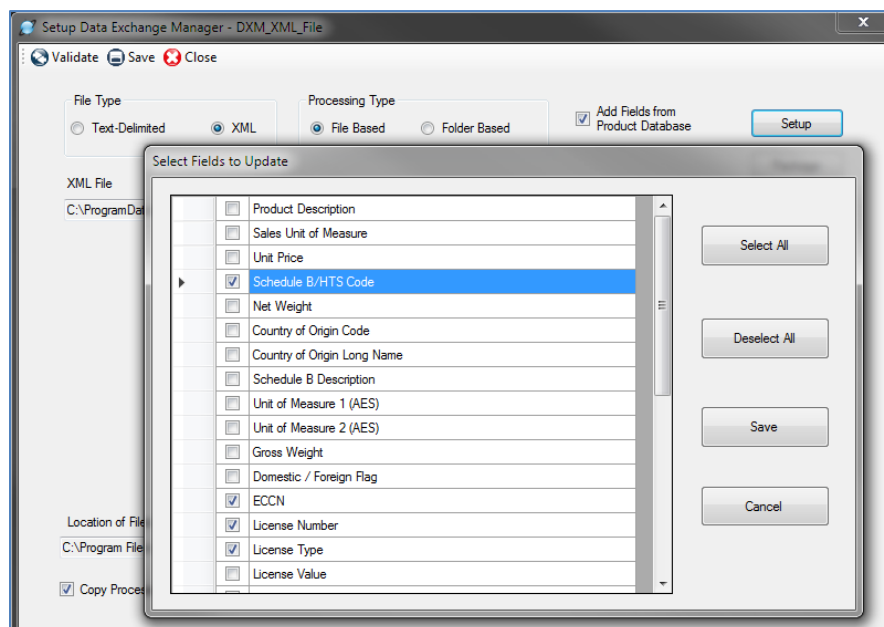 Setup Data Exchange Manager - DXM_XML_File
Validate Save Close
File Type
Processing Type
Text-Delimited
XML
File Based
Folder Based
Add Fields from
Product Database
Setup
Select Fields to Update
XML File
C:\ProgramDat
Product Description
Sales Unit of Measure
Unit Price
Schedule B/HTS Code
Net Weight
Country of Origin Code
Country of Origin Long Name
Schedule B Description
Unit of Measure 1 (AES)
Unit of Measure 2 (AES)
Gross Weight
Domestic / Foreign Flag
ECCN
License Number
License Type
License Value
Select All
Deselect All
Save
Cancel
Location of File
C:\Program File
Copy Proces